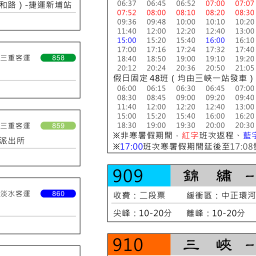 和路）-捷運新埔站
三重客運 858
三重客運 859
派出所
淡水客運 860
06:37 06:45 06:52 07:00 07:07
07:52 08:00 08:10 08:20 08:30
09:36 09:48 10:00 10:10 10:20
11:40 12:00 12:20 12:40 13:00
15:00 15:20 15:40 16:00 16:10
17:00 17:16 17:24 17:32 17:40
18:40 18:50 19:00 19:10 19:20
20:12 20:24 20:36 20:50 21:05
假日固定48班（均由三峽一站發車）
06:00 06:15 06:30 06:45 07:00
08:30 08:45 09:00 09:20 09:40
11:40 12:00 12:20 12:40 13:00
15:00 15:20 15:40 16:00 16:20
18:30 19:00 19:30 20:00 20:30
※非寒暑假期間，紅字班次返程，藍字
※17:00班次寒暑假期間延後至17:08
909 錦繡－
收費：二段票 緩衝區：中正環河
尖峰：10-20分 離峰：10-20分
910 三峽－